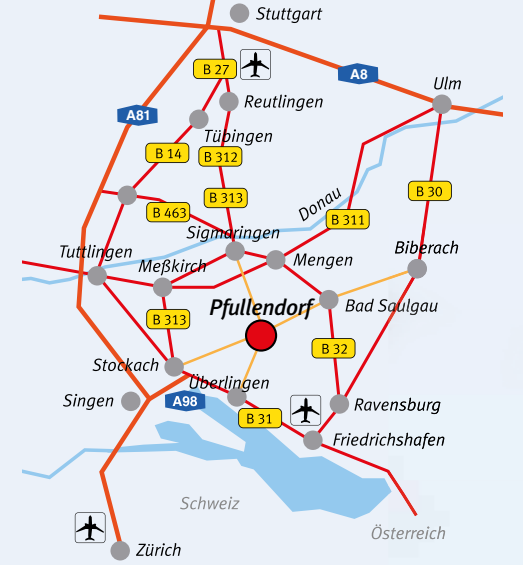 Stuttgart
B 27
A8
Ulm
A81
Reutlingen
Tübingen
B 14
B 312
B 30
B 313
Donau
B 463
B 311
Sigmaringen
Tuttlingen
Biberach
Meßkirch
Mengen
Pfullendorf
Bad Saulgau
B 313
B 32
Stockach
Überlingen
Singen
A98
Ravensburg
B 31
Friedrichshafen
Schweiz
Österreich
Zürich